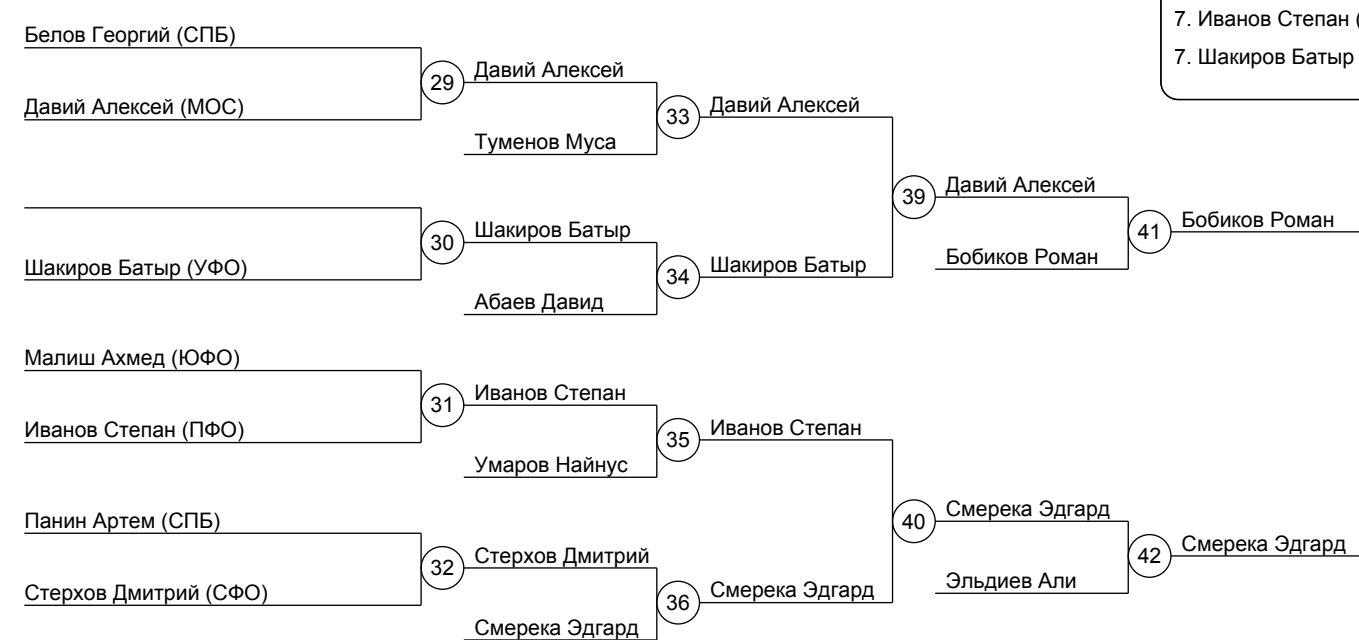 7. Иванов Степан (
7. Шакиров Батыр
Белов Георгий (СПБ)
29
Давий Алексей
Давий Алексей (МОС)
33
Давий Алексей
Туменов Муса
39
Давий Алексей
30
Шакиров Батыр
41
Бобиков Роман
Шакиров Батыр (УФО)
34
Шакиров Батыр
Бобиков Роман
Абаев Давид
Малиш Ахмед (ЮФО)
31
Иванов Степан
Иванов Степан (ПФО)
35
Иванов Степан
Умаров Найнус
40
Смерека Эдгард
Панин Артем (СПБ)
32
Стерхов Дмитрий
42
Смерека Эдгард
Стерхов Дмитрий (СФО)
36
Смерека Эдгард
Эльдиев Али
Смерека Эдгард